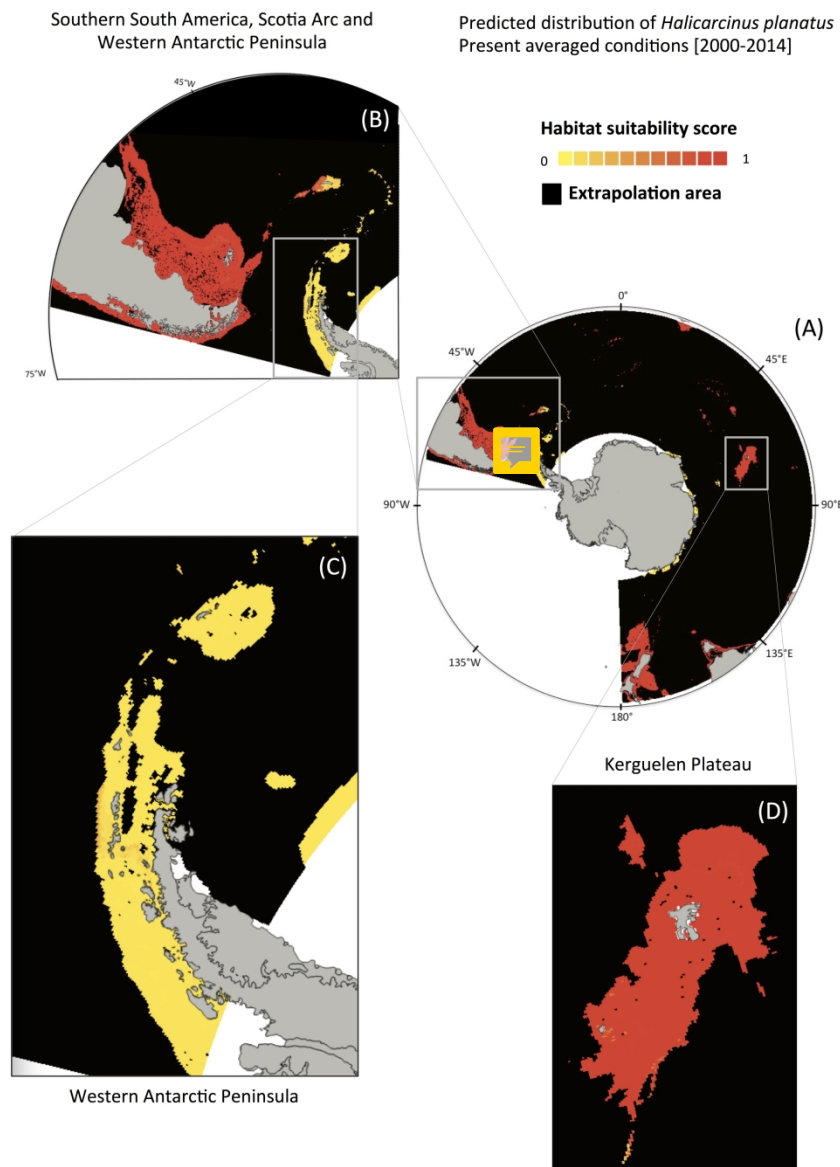 Southern South America, Scotia Arc and
Western Antarctic Peninsula
Predicted distribution of Halicarcinus planatus
Present averaged conditions [2000-2014]
45°W
(B)
75°W
Habitat suitability score
0 1
Extrapolation area
0°
(A)
45°W
45°E
90°W
90°E
135°W
135°E
180°
(C)
Western Antarctic Peninsula
Kerguelen Plateau
(D)